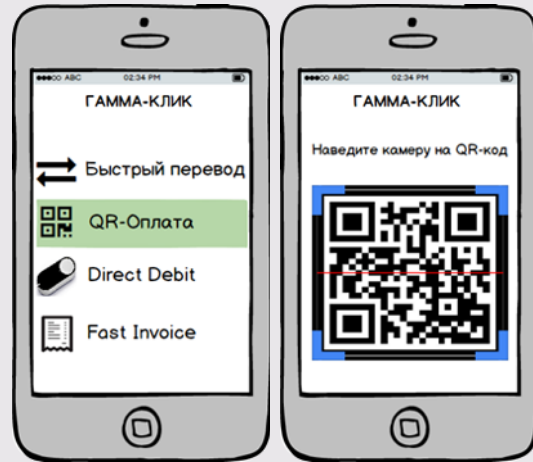 ABC 02:34 PM
ГАММА-КЛИК
Быстрый перевод
QR-Оплата
Direct Debit
Fast Invoice
ABC 02:34 PM
ГАММА-КЛИК
Наведите камеру на QR-код